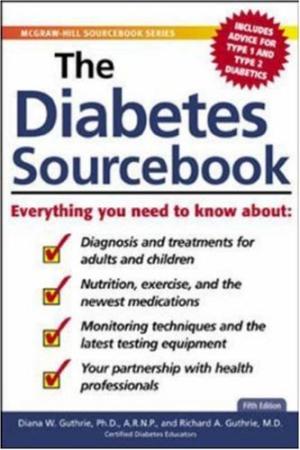 MCGRAW-HILL SOURCEBOOK SERIES
INCLUDES
ADVICE FOR
TYPE 1 AND
TYPE 2
DIABETICS
The
Diabetes
Sourcebook
Everything you need to know about:
Diagnosis and treatments for
adults and children
Nutrition, exercise, and the
newest medications
Monitoring techniques and the
latest testing equipment
Your partnership with health
professionals
Fifth Edition
Diana W. Guthrie, Ph.D., A.R.N.P., and Richard A. Guthrie, M.D.
Certified Diabetes Educators